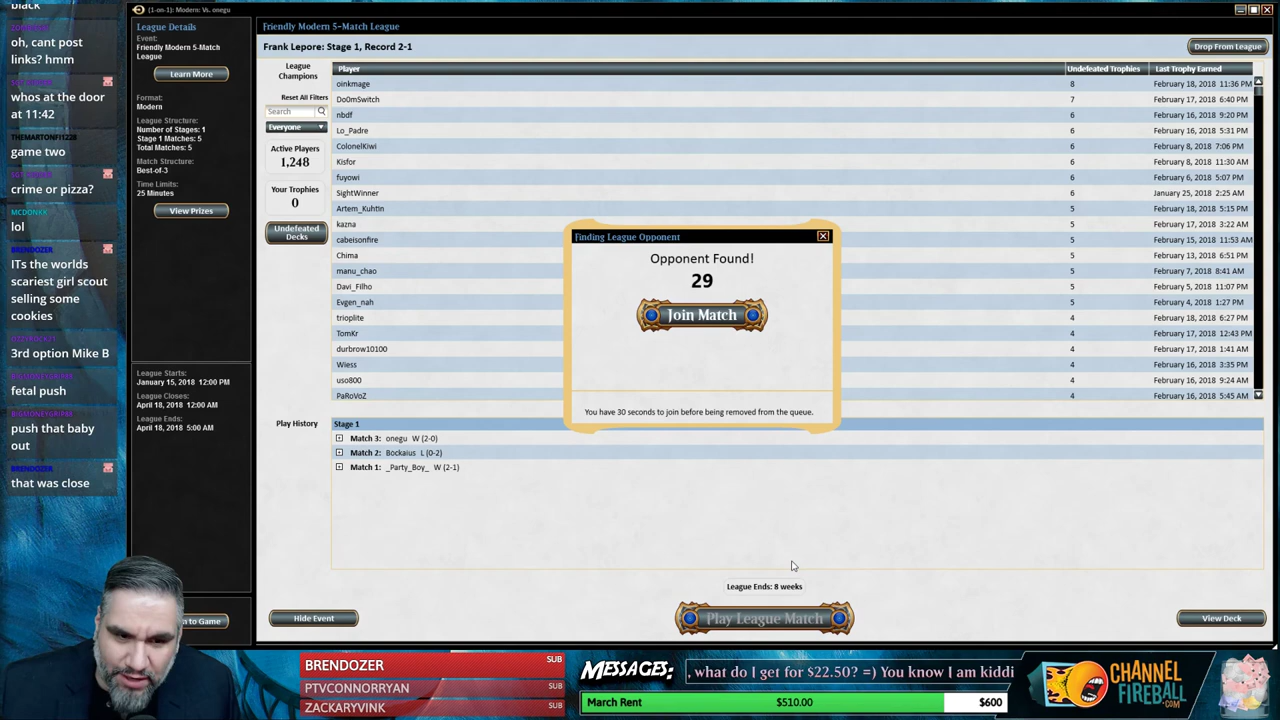 black
oh, cant post
links? hmm
whos at the door
at 11:42
THEMARTONFI1228
game two
crime or pizza?
MCDONKK
lol
BRENDOZER
ITs the worlds
scariest girl scout
selling some
cookies
3rd option Mike B
fetal push
push that baby
out
BRENDOZER
that was close
(1-on-1): Modern: Vs. onegu
League Details
Event:
Friendly Modern 5-Match
League
Learn More
Format:
Modern
League Structure:
Number of Stages: 1
Stage 1 Matches: 5
Total Matches: 5
Match Structure:
Best-of-3
Time Limits:
25 Minutes
View Prizes
League Starts:
January 15, 2018 12:00 PM
League Closes:
April 18, 2018 12:00 AM
League Ends:
April 18, 2018 5:00 AM
to Game
Friendly Modern 5-Match League
Frank Lepore: Stage 1, Record 2-1
Drop From League
League
Champions
Reset All Filters
Search
Everyone
Active Players
1,248
Your Trophies
0
Undefeated
Decks
Player Undefeated Trophies Last Trophy Earned
oinkmage 8 February 18, 2018 11:36 PM
Do0mSwitch 7 February 17, 2018 6:40 PM
nbdf 6 February 16, 2018 9:20 PM
Lo_Padre 6 February 16, 2018 5:31 PM
ColonelKiwi 6 February 8, 2018 7:06 PM
Kisfor 6 February 8, 2018 11:30 AM
fuyowi 6 February 6, 2018 5:07 PM
SightWinner 6 January 25, 2018 2:25 AM
Artem_Kuhtin 5 February 18, 2018 5:15 PM
kazna 5 February 17, 2018 3:22 AM
cabeisonfire 5 February 15, 2018 11:53 AM
Chima 5 February 13, 2018 6:51 PM
manu_chao 5 February 7, 2018 8:41 AM
Davi_Filho 5 February 5, 2018 11:07 PM
Evgen_nah 5 February 4, 2018 1:27 PM
trioplite 4 February 18, 2018 6:27 PM
TomKr 4 February 17, 2018 12:43 PM
durbrow10100 4 February 17, 2018 1:41 AM
Wiess 4 February 16, 2018 3:35 PM
uso800 4 February 16, 2018 9:24 AM
PaRoVoZ 4 February 16, 2018 5:45 AM
Finding League Opponent
Opponent Found!
29
Join Match
You have 30 seconds to join before being removed from the queue.
Play History
Stage 1
Match 3: onegu W (2-0)
Match 2: Bockaius L (0-2)
Match 1: _Party_Boy_ W (2-1)
League Ends: 8 weeks
Hide Event
Play League Match
View Deck
BRENDOZER SUB
PTVCONNORRYAN SUB
ZACKARYVINK SUB
MESSAGES: , what do I get for $22.50? =) You know I am kiddi
March Rent $510.00 $600
CHANNEL
FIREBALL
.COM